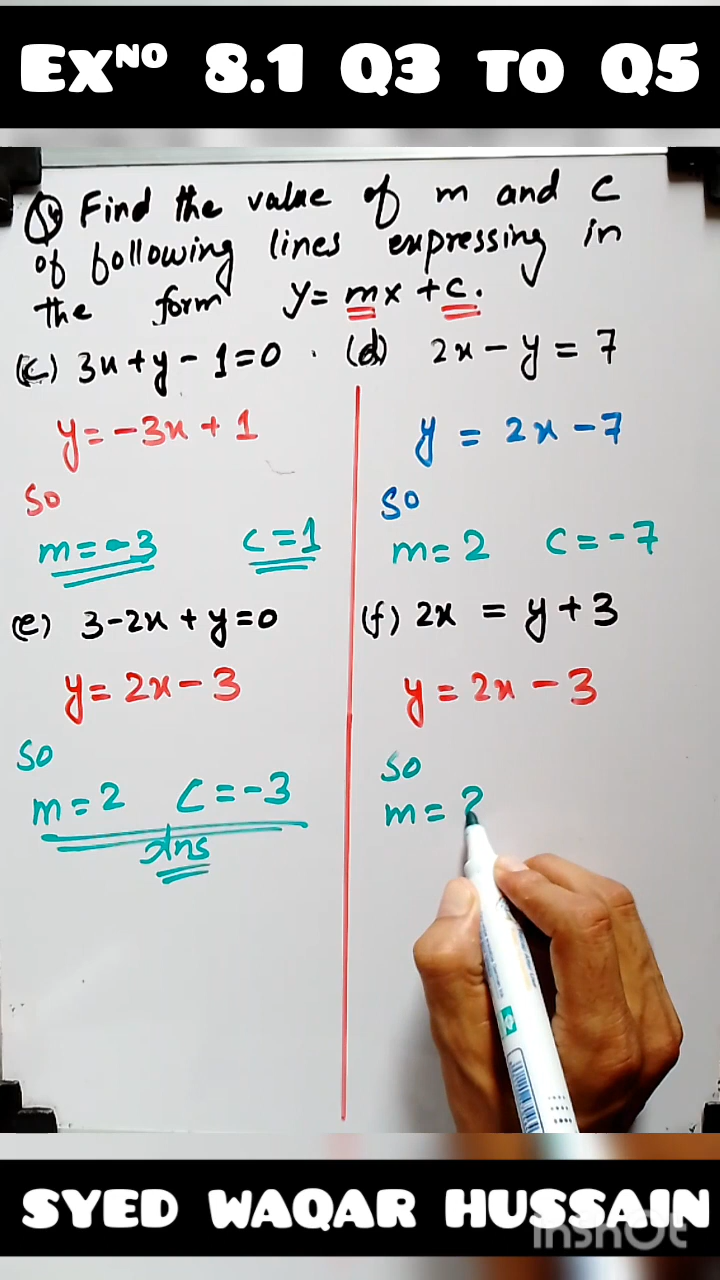 EXᴺᴼ 8.1 Q3 TO Q5
Q4 Find the value of m and c
of following lines expressing in
the form y = mx + c.
(c) 3x + y - 1 = 0 . (d) 2x - y = 7
y = -3x + 1
So
m = -3 c = 1
y = 2x - 7
So
m = 2 c = -7
(e) 3 - 2x + y = 0
y = 2x - 3
So
m = 2 c = -3
Ans
(f) 2x = y + 3
y = 2x - 3
So
m = 2
SYED WAQAR HUSSAIN
InShOt